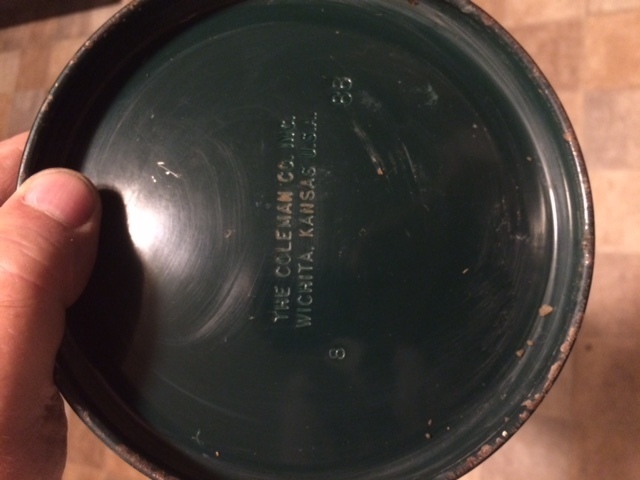 THE COLEMAN CO. INC.
WICHITA, KANSAS U.S.A.
8
88